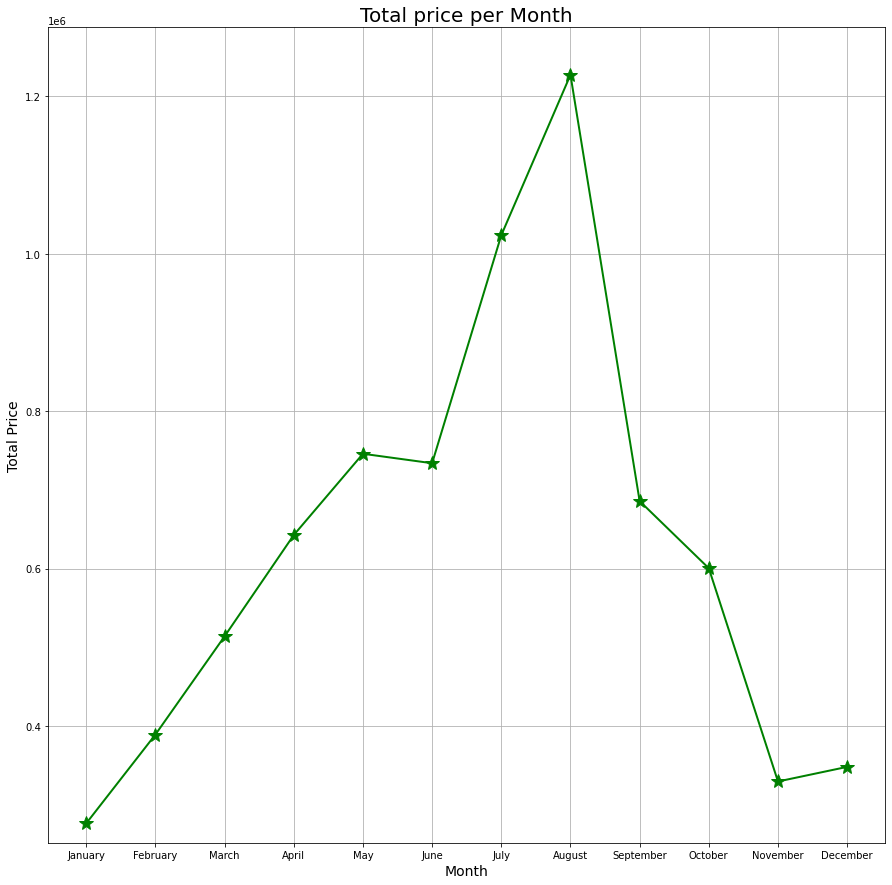 Total price per Month
1e6
1.2
1.0
0.8
0.6
0.4
Total Price
January February March April May June July August September October November December
Month